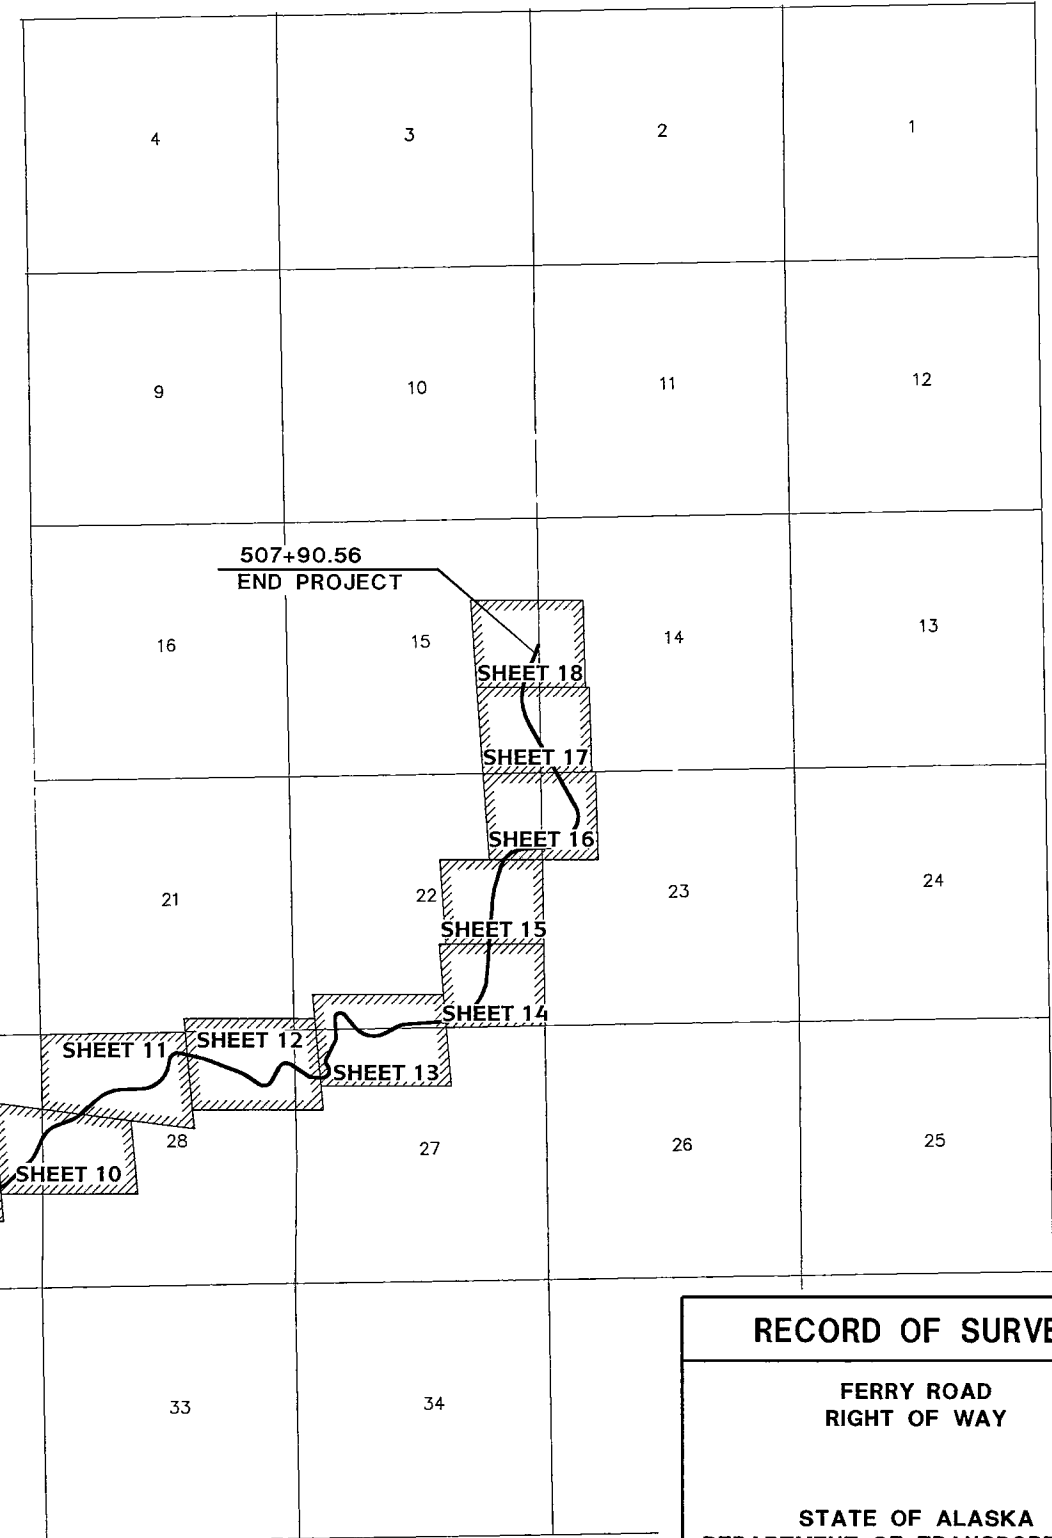 4
3
2
1
9
10
11
12
507+90.56
END PROJECT
16
15
14
13
SHEET 18
SHEET 17
SHEET 16
21
22
23
24
SHEET 15
SHEET 14
SHEET 13
SHEET 12
SHEET 11
28
27
26
25
SHEET 10
33
34
RECORD OF SURVE
FERRY ROAD
RIGHT OF WAY
STATE OF ALASKA